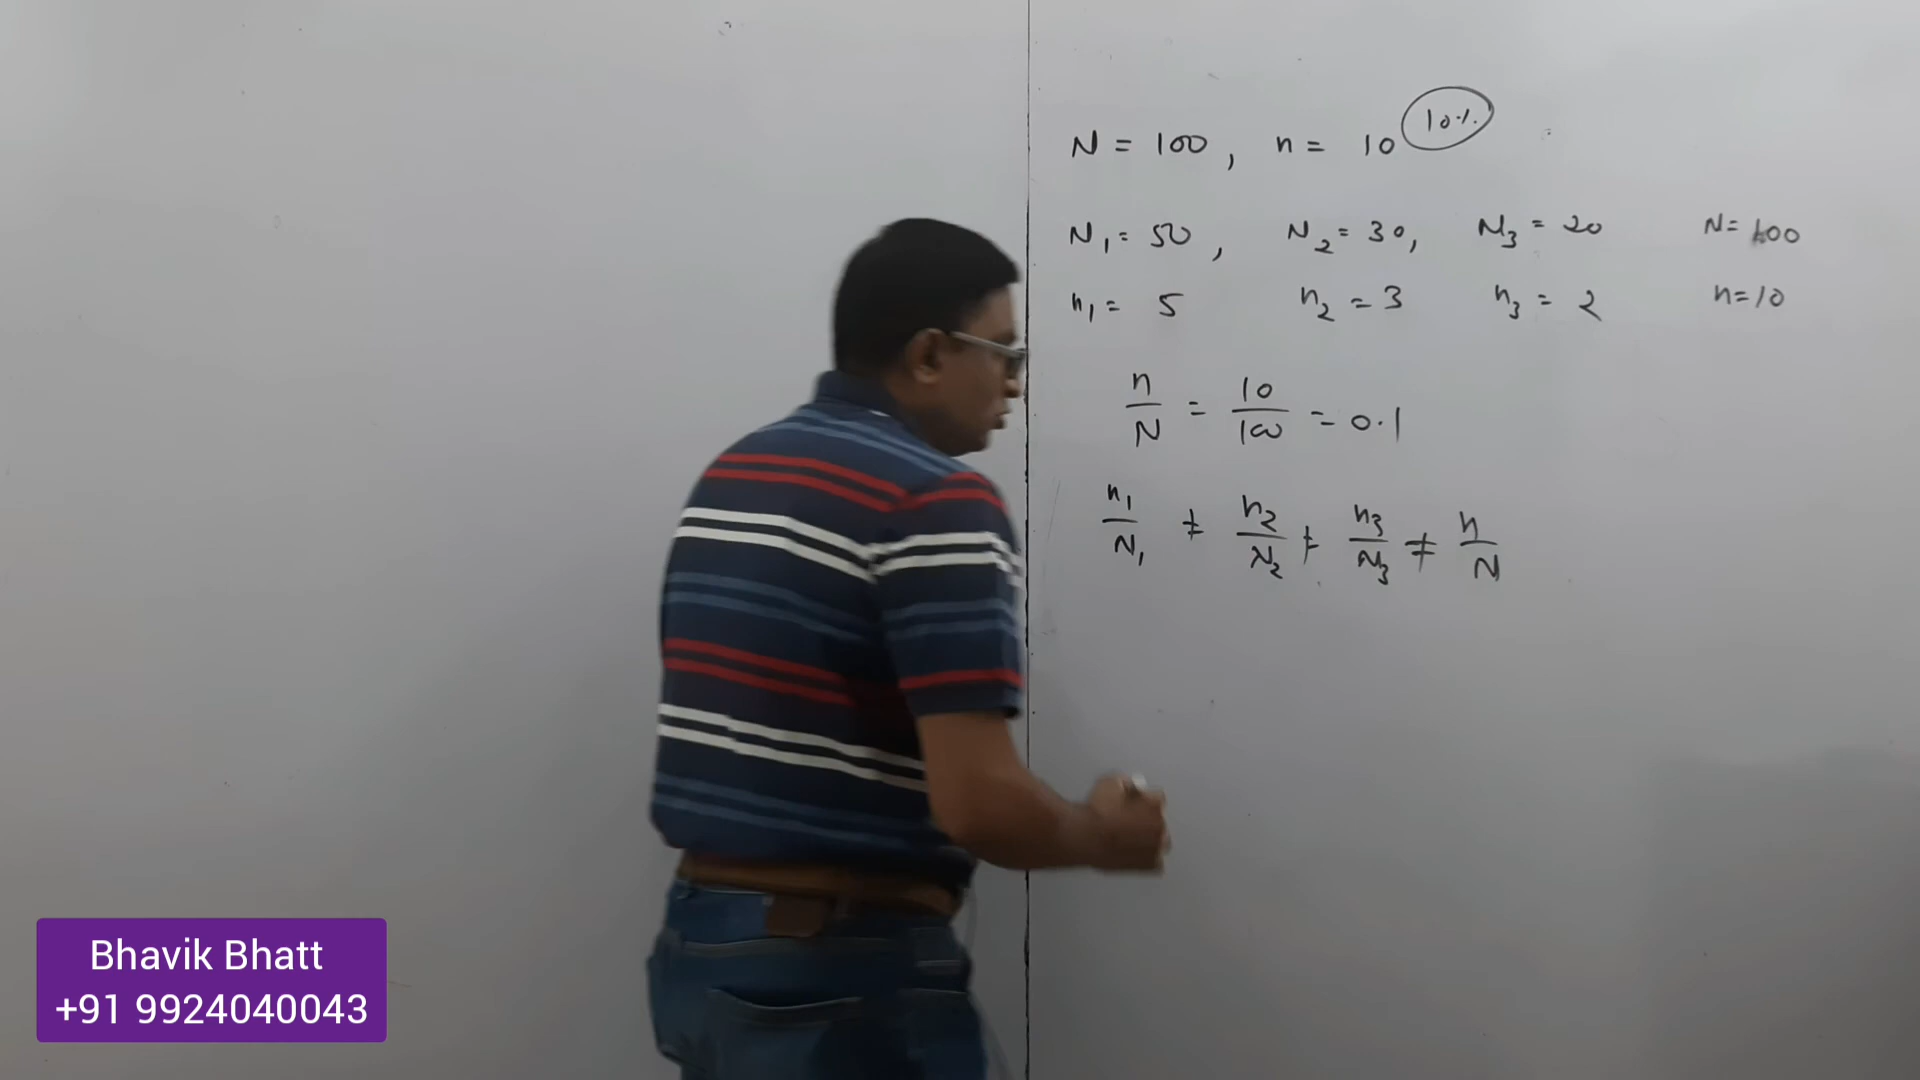 N = 100, n = 10 10%
N₁ = 50, N₂ = 30, N₃ = 20 N = 100
n₁ = 5 n₂ = 3 n₃ = 2 n = 10
n/N = 10/100 = 0.1
n₁/N₁ ≠ n₂/N₂ ≠ n₃/N₃ ≠ n/N
Bhavik Bhatt
+91 9924040043